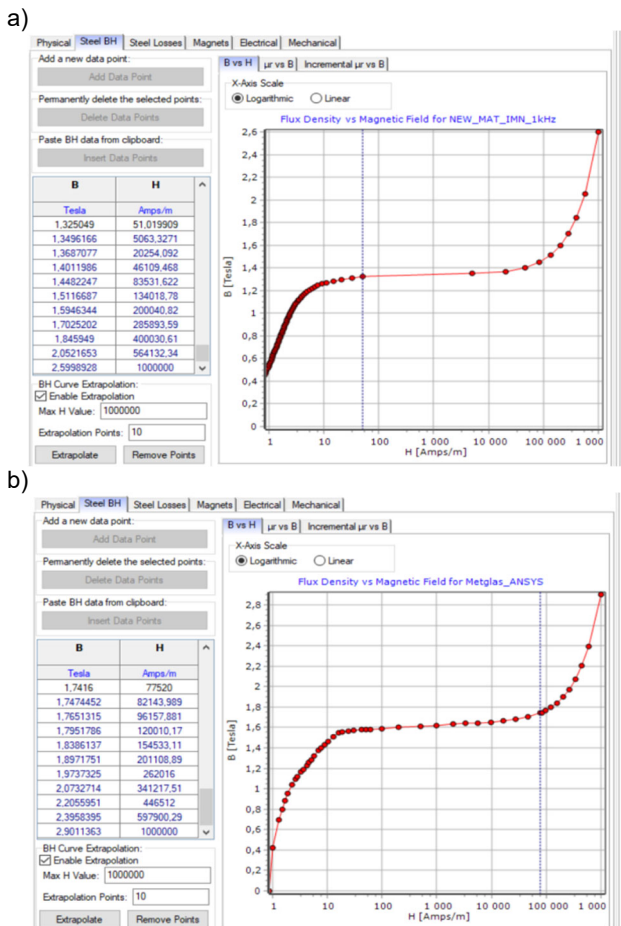 a)
Physical Steel BH Steel Losses Magnets Electrical Mechanical
Add a new data point:
Add Data Point
Permanently delete the selected points:
Delete Data Points
Paste BH data from clipboard:
Insert Data Points
B H
Tesla Amps/m
1,325049 51,019909
1,3496166 5063,3271
1,3687077 20254,092
1,4011986 46109,468
1,4482247 83531,622
1,5116687 134018,78
1,5946344 200040,82
1,7025202 285893,59
1,845949 400030,61
2,0521653 564132,34
2,5998928 1000000
BH Curve Extrapolation:
Enable Extrapolation
Max H Value: 1000000
Extrapolation Points: 10
Extrapolate Remove Points
B vs H μr vs B Incremental μr vs B
X-Axis Scale
Logarithmic Linear
Flux Density vs Magnetic Field for NEW_MAT_IMN_1kHz
2,6
2,4
2,2
2
1,8
1,6
1,4
1,2
1
0,8
0,6
0,4
0,2
0
B [Tesla]
1 10 100 1 000 10 000 100 000 1 000
H [Amps/m]
b)
Physical Steel BH Steel Losses Magnets Electrical Mechanical
Add a new data point:
Add Data Point
Permanently delete the selected points:
Delete Data Points
Paste BH data from clipboard:
Insert Data Points
B H
Tesla Amps/m
1,7416 77520
1,7474452 82143,989
1,7651315 96157,881
1,7951786 120010,17
1,8386137 154533,11
1,8971751 201108,89
1,9737325 262016
2,0732714 341217,51
2,2055951 446512
2,3958395 597900,29
2,9011363 1000000
BH Curve Extrapolation:
Enable Extrapolation
Max H Value: 1000000
Extrapolation Points: 10
Extrapolate Remove Points
B vs H μr vs B Incremental μr vs B
X-Axis Scale
Logarithmic Linear
Flux Density vs Magnetic Field for Metglas_ANSYS
2,8
2,6
2,4
2,2
2
1,8
1,6
1,4
1,2
1
0,8
0,6
0,4
0,2
0
B [Tesla]
1 10 100 1 000 10 000 100 000 1 000
H [Amps/m]